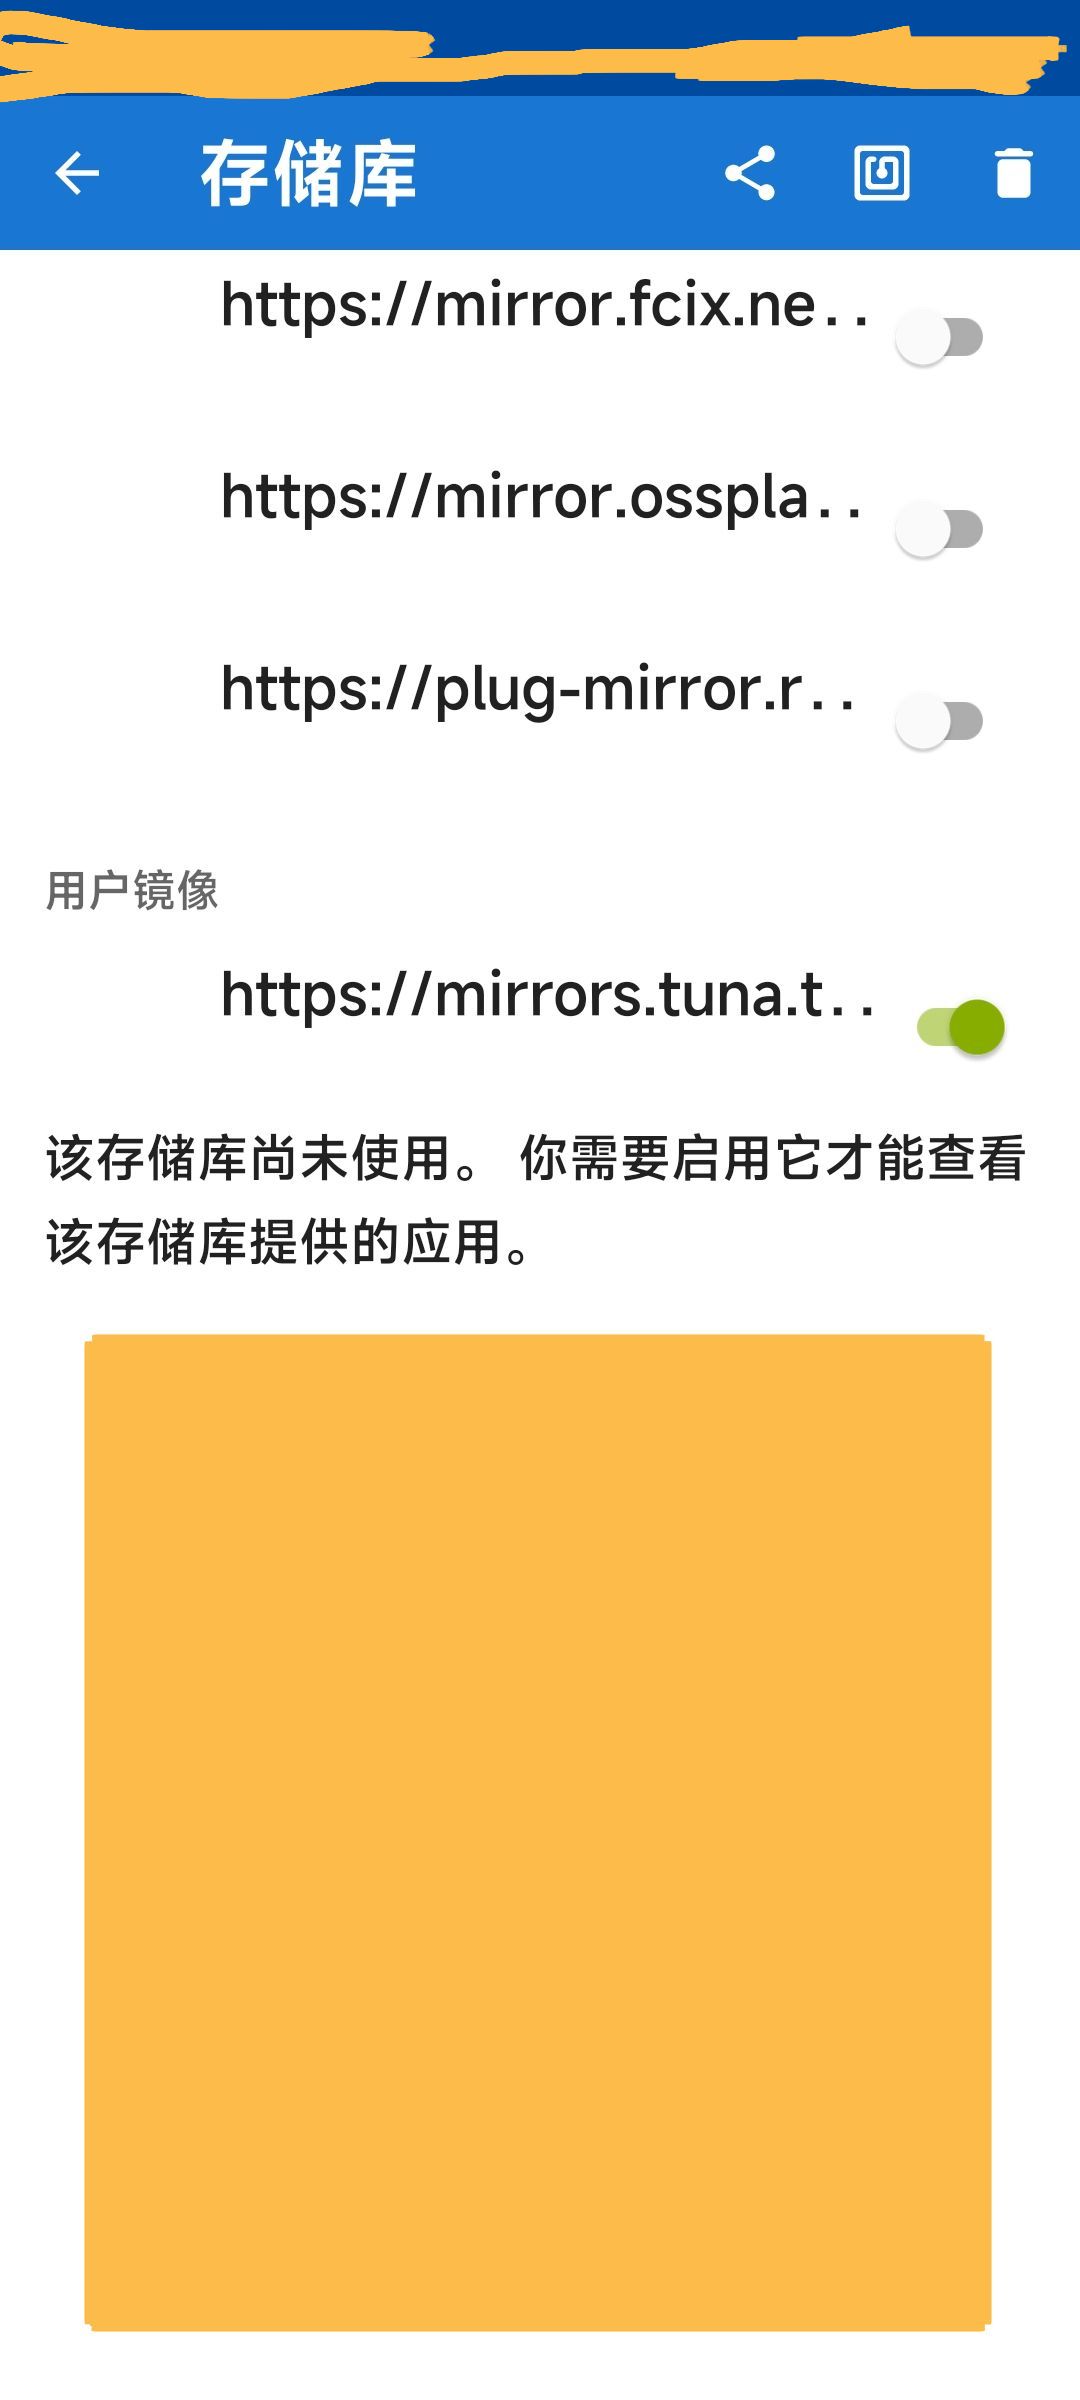 存储库
https://mirror.fcix.ne..
https://mirror.osspla..
https://plug-mirror.r..
用户镜像
https://mirrors.tuna.t..
该存储库尚未使用。 你需要启用它才能查看
该存储库提供的应用。